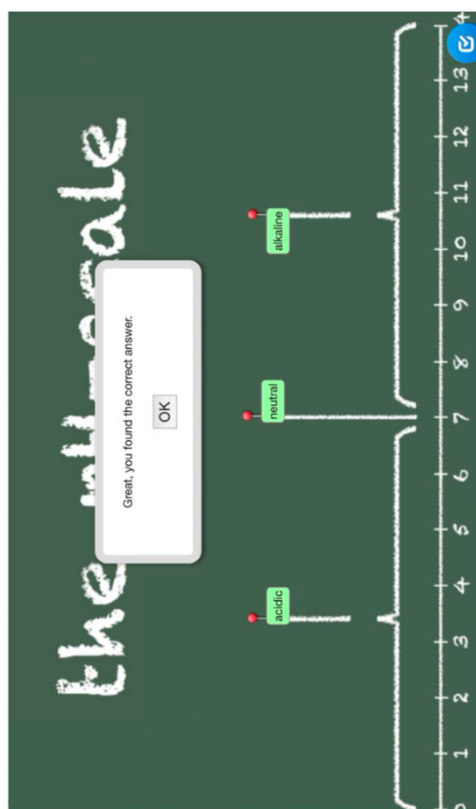 the
ale
Great, you found the correct answer.
OK
acidic
neutral
alkaline
1 2 3 4 5 6 7 8 9 10 11 12 13